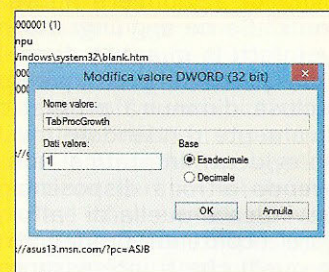 000001 (1)
npu
\indows\system32\blank.htm
Modifica valore DWORD (32 bit)
Nome valore:
TabProcGrowth
Dati valore:
1
Base
Esadecimale
Decimale
OK
Annulla
://asus13.msn.com/?pc=ASJB